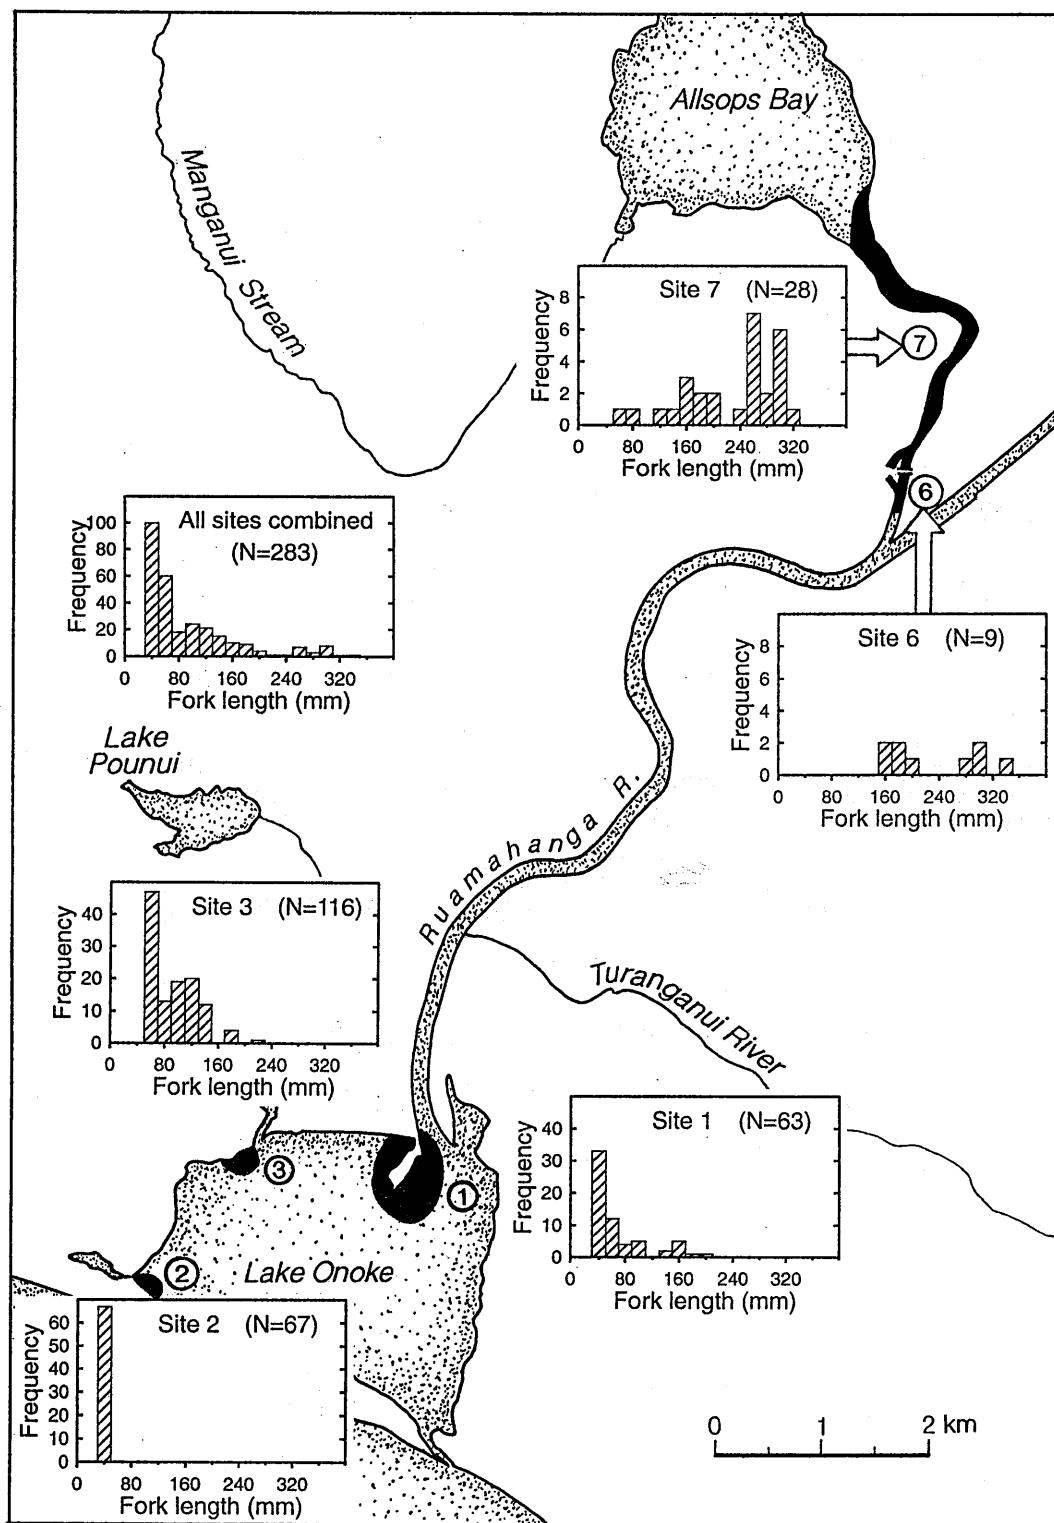 Allsops Bay
Manganui Stream
Site 7 (N=28)
Frequency
8
6
4
2
0
0 80 160 240 320
Fork length (mm)
7
6
All sites combined
(N=283)
Frequency
100
80
60
40
20
0
0 80 160 240 320
Fork length (mm)
Site 6 (N=9)
Frequency
8
6
4
2
0
0 80 160 240 320
Fork length (mm)
Lake
Pounui
Ruamahanga R.
Site 3 (N=116)
Frequency
40
30
20
10
0
0 80 160 240 320
Fork length (mm)
Turanganui River
Site 1 (N=63)
Frequency
40
30
20
10
0
0 80 160 240 320
Fork length (mm)
3
1
2
Lake Onoke
Site 2 (N=67)
Frequency
60
50
40
30
20
10
0
0 80 160 240 320
Fork length (mm)
0 1 2 km